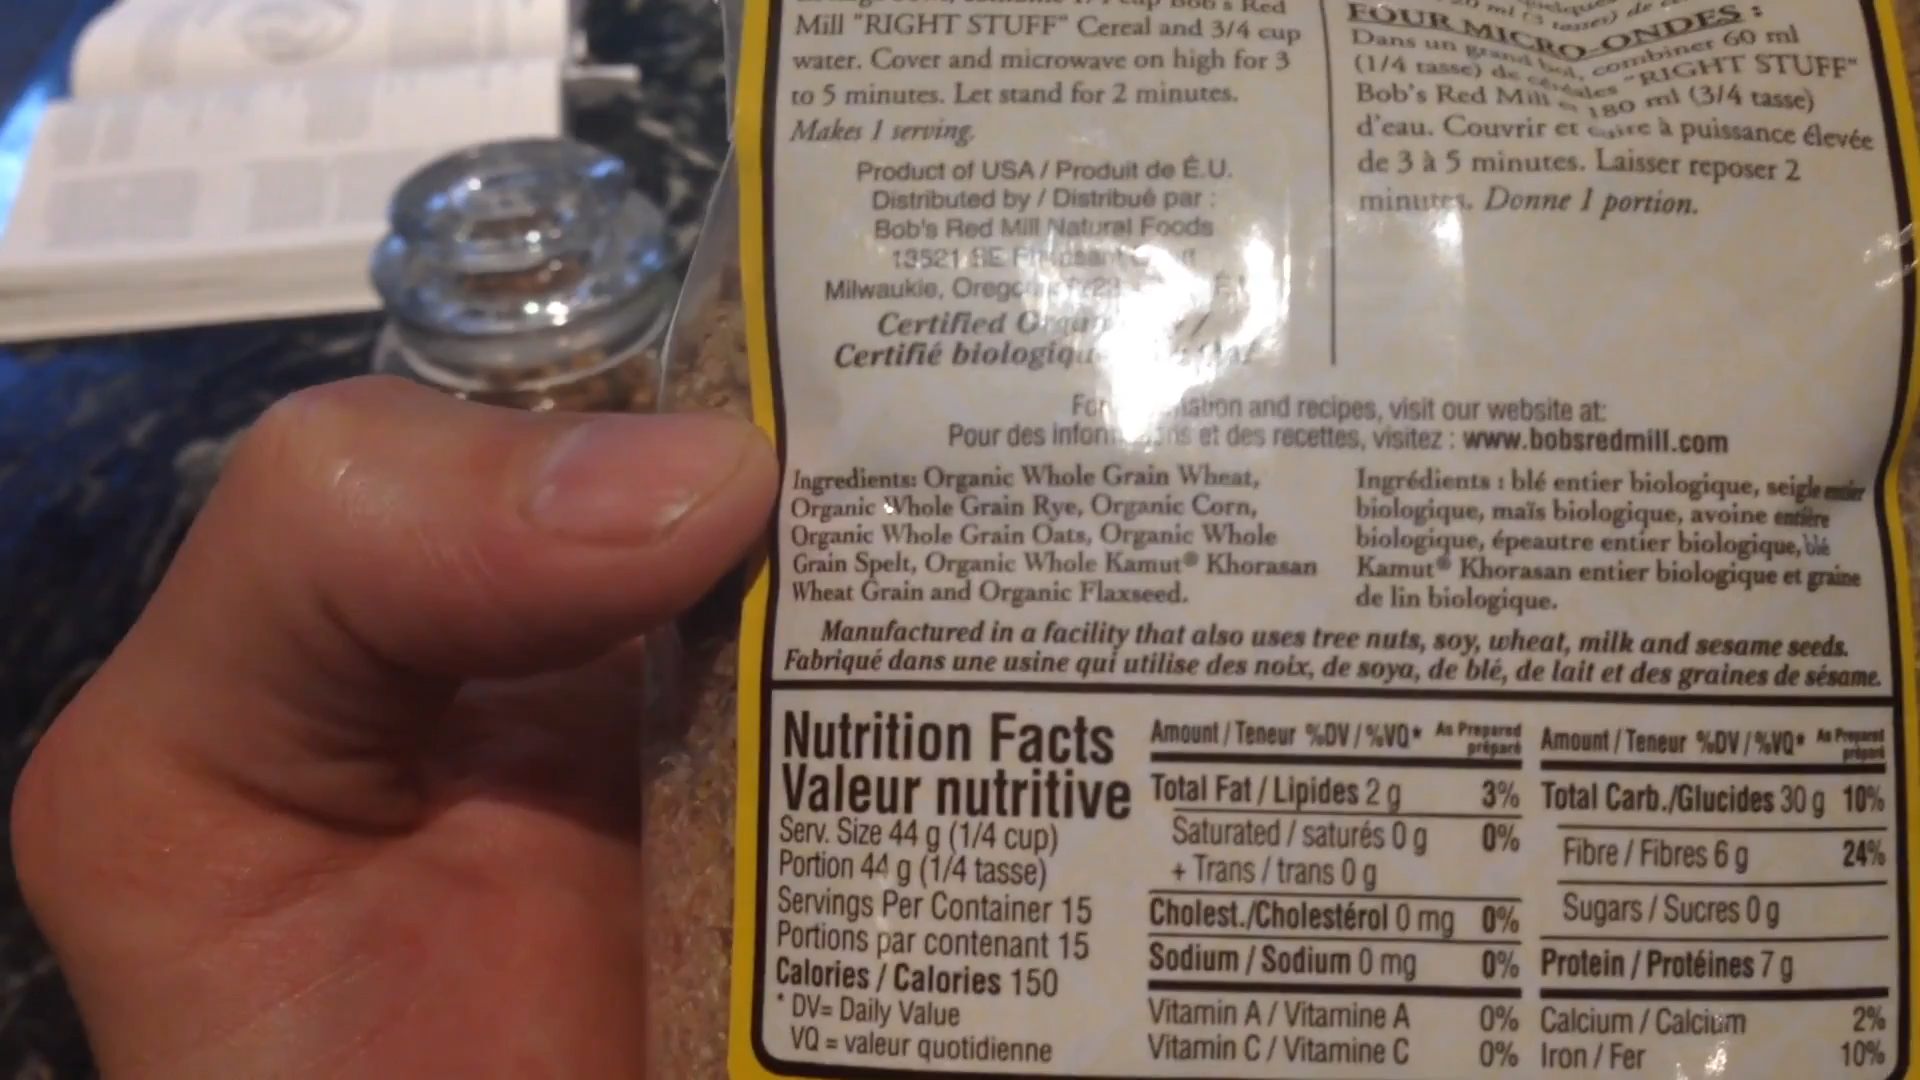 Mill "RIGHT STUFF" Cereal and 3/4 cup
water. Cover and microwave on high for 3
to 5 minutes. Let stand for 2 minutes.
Makes 1 serving.
Product of USA / Produit de É.U.
Distributed by / Distribué par :
Bob's Red Mill Natural Foods
13521 SE
Milwaukie,
Certified
Certifié
FOUR MICRO-ONDES :
Dans un grand bol, combiner 60 ml
(1/4 tasse) de céréales "RIGHT STUFF"
Bob's Red Mill et 180 ml (3/4 tasse)
d'eau. Couvrir et cuire à puissance élevée
de 3 à 5 minutes. Laisser reposer 2
minutes. Donne 1 portion.
and recipes, visit our website at:
Pour des et des recettes, visitez : www.bobsredmill.com
Ingredients: Organic Whole Grain Wheat,
Organic Whole Grain Rye, Organic Corn,
Organic Whole Grain Oats, Organic Whole
Grain Spelt, Organic Whole Kamut® Khorasan
Wheat Grain and Organic Flaxseed.
Ingrédients : blé entier biologique, seigle entier
biologique, maïs biologique, avoine entière
biologique, épeautre entier biologique, blé
Kamut® Khorasan entier biologique et graine
de lin biologique.
Manufactured in a facility that also uses tree nuts, soy, wheat, milk and sesame seeds.
Fabriqué dans une usine qui utilise des noix, de soya, de blé, de lait et des graines de sésame.
Nutrition Facts
Valeur nutritive
Serv. Size 44 g (1/4 cup)
Portion 44 g (1/4 tasse)
Servings Per Container 15
Portions par contenant 15
Calories / Calories 150
* DV= Daily Value
VQ = valeur quotidienne
Amount / Teneur %DV / %VQ* As Prepared
préparé
Total Fat / Lipides 2 g 3%
Saturated / saturés 0 g 0%
+ Trans / trans 0 g
Cholest./Cholestérol 0 mg 0%
Sodium / Sodium 0 mg 0%
Vitamin A / Vitamine A 0%
Vitamin C / Vitamine C 0%
Amount / Teneur %DV / %VQ* As Prepared
préparé
Total Carb./Glucides 30 g 10%
Fibre / Fibres 6 g 24%
Sugars / Sucres 0 g
Protein / Protéines 7 g
Calcium / Calcium 2%
Iron / Fer 10%